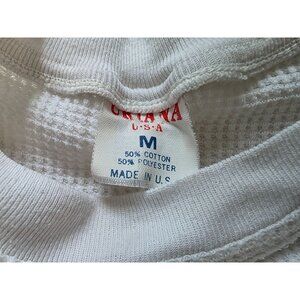 U·S·A
M
50% COTTON
50% POLYESTER
MADE IN U.S.